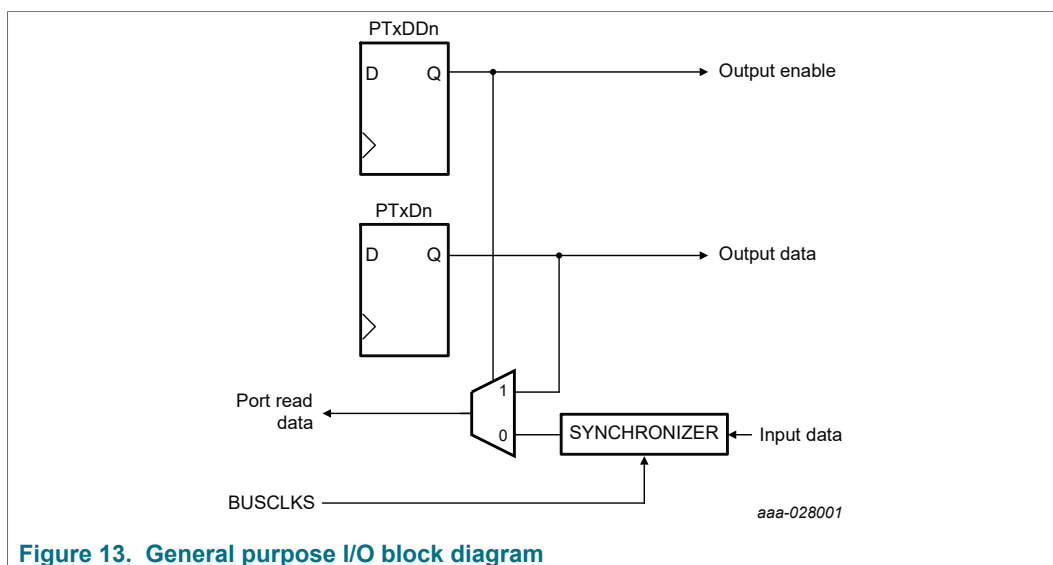 PTxDDn
D Q
Output enable
PTxDn
D Q
Output data
1
Port read
data
0
SYNCHRONIZER
Input data
BUSCLKS
aaa-028001
Figure 13. General purpose I/O block diagram